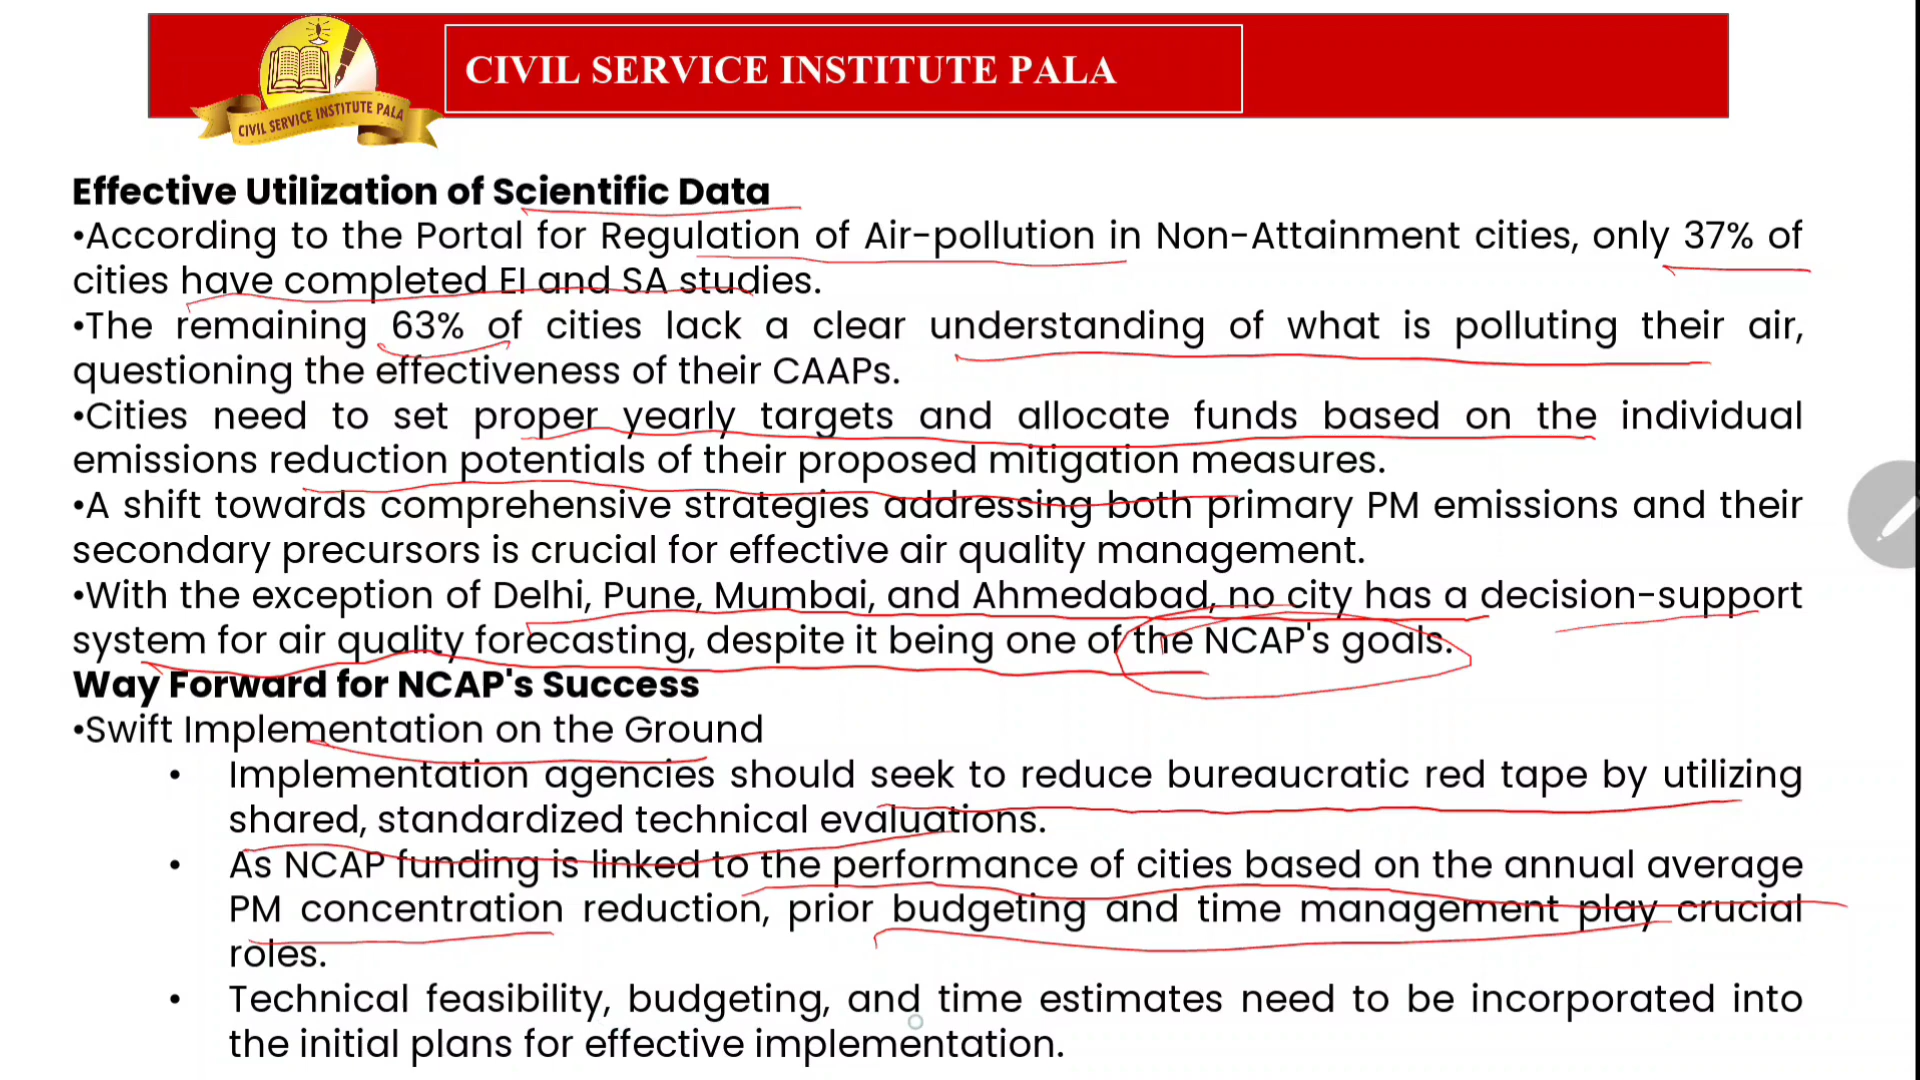 CIVIL SERVICE INSTITUTE PALA
CIVIL SERVICE INSTITUTE PALA
Effective Utilization of Scientific Data
•According to the Portal for Regulation of Air-pollution in Non-Attainment cities, only 37% of
cities have completed EI and SA studies.
•The remaining 63% of cities lack a clear understanding of what is polluting their air,
questioning the effectiveness of their CAAPs.
•Cities need to set proper yearly targets and allocate funds based on the individual
emissions reduction potentials of their proposed mitigation measures.
•A shift towards comprehensive strategies addressing both primary PM emissions and their
secondary precursors is crucial for effective air quality management.
•With the exception of Delhi, Pune, Mumbai, and Ahmedabad, no city has a decision-support
system for air quality forecasting, despite it being one of the NCAP's goals.
Way Forward for NCAP's Success
•Swift Implementation on the Ground
• Implementation agencies should seek to reduce bureaucratic red tape by utilizing
shared, standardized technical evaluations.
• As NCAP funding is linked to the performance of cities based on the annual average
PM concentration reduction, prior budgeting and time management play crucial
roles.
• Technical feasibility, budgeting, and time estimates need to be incorporated into
the initial plans for effective implementation.